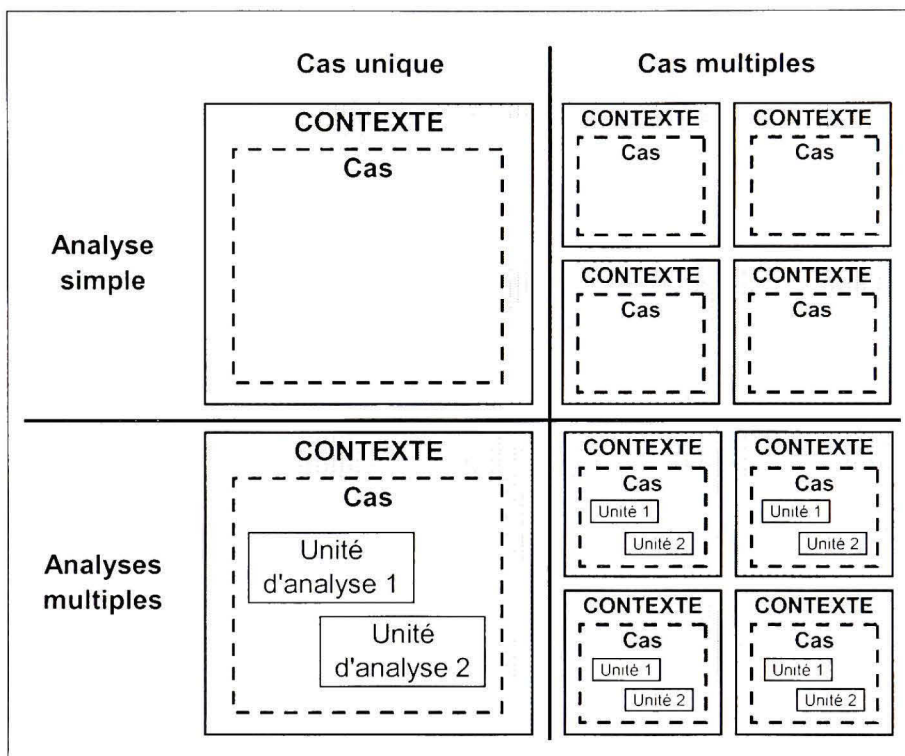 Cas unique
Cas multiples
Analyse
simple
CONTEXTE
Cas
CONTEXTE
Cas
CONTEXTE
Cas
CONTEXTE
Cas
CONTEXTE
Cas
Analyses
multiples
CONTEXTE
Cas
Unité
d'analyse 1
Unité
d'analyse 2
CONTEXTE
Cas
Unité 1
Unité 2
CONTEXTE
Cas
Unité 1
Unité 2
CONTEXTE
Cas
Unité 1
Unité 2
CONTEXTE
Cas
Unité 1
Unité 2